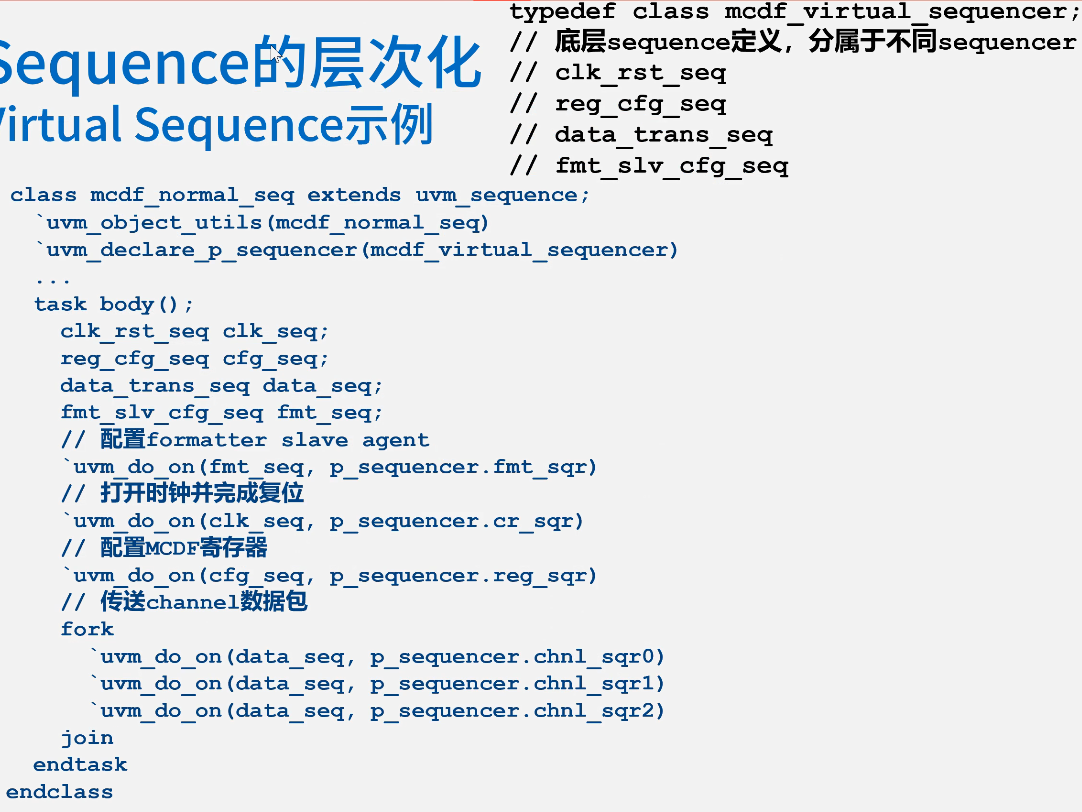 Sequence的层次化
Virtual Sequence示例
typedef class mcdf_virtual_sequencer;
// 底层sequence定义，分属于不同sequencer
// clk_rst_seq
// reg_cfg_seq
// data_trans_seq
// fmt_slv_cfg_seq
class mcdf_normal_seq extends uvm_sequence;
`uvm_object_utils(mcdf_normal_seq)
`uvm_declare_p_sequencer(mcdf_virtual_sequencer)
...
task body();
clk_rst_seq clk_seq;
reg_cfg_seq cfg_seq;
data_trans_seq data_seq;
fmt_slv_cfg_seq fmt_seq;
// 配置formatter slave agent
`uvm_do_on(fmt_seq, p_sequencer.fmt_sqr)
// 打开时钟并完成复位
`uvm_do_on(clk_seq, p_sequencer.cr_sqr)
// 配置MCDF寄存器
`uvm_do_on(cfg_seq, p_sequencer.reg_sqr)
// 传送channel数据包
fork
`uvm_do_on(data_seq, p_sequencer.chnl_sqr0)
`uvm_do_on(data_seq, p_sequencer.chnl_sqr1)
`uvm_do_on(data_seq, p_sequencer.chnl_sqr2)
join
endtask
endclass